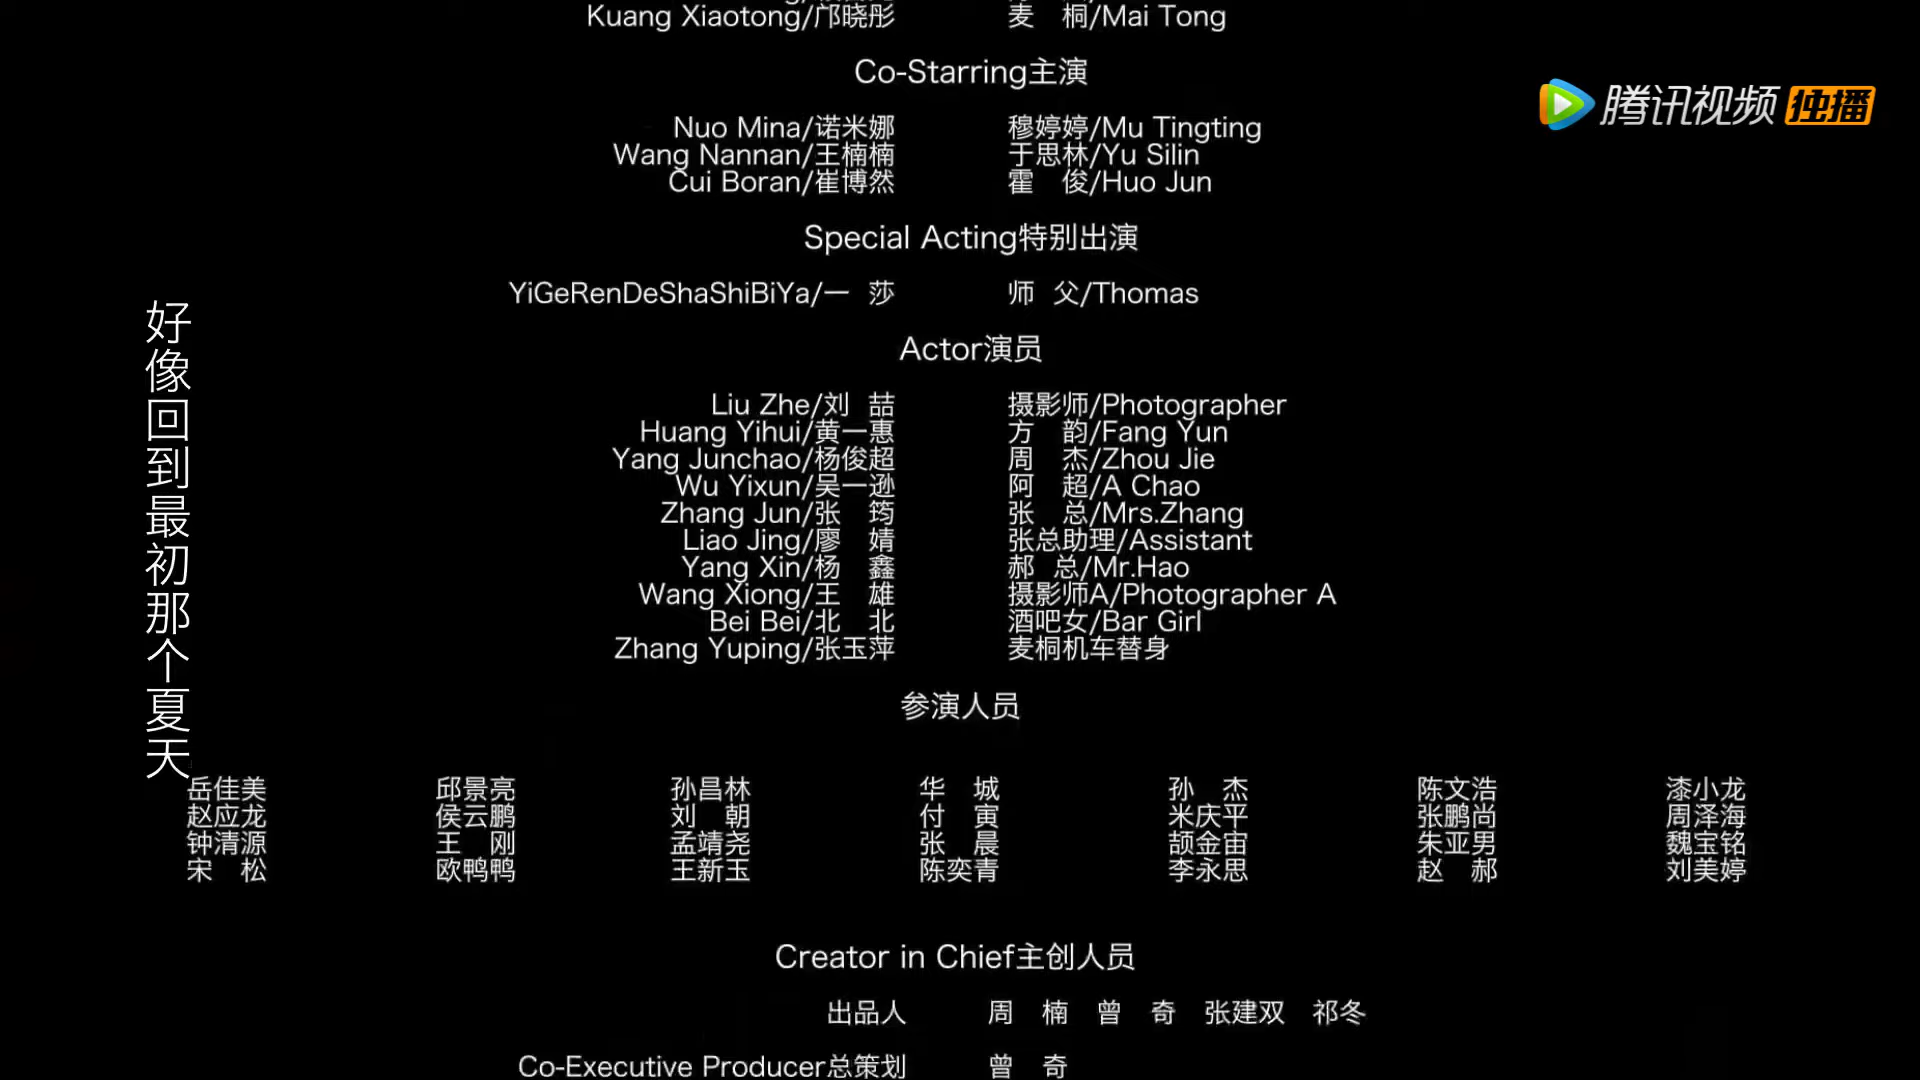 Kuang Xiaotong/邝晓彤 麦 桐/Mai Tong
Co-Starring主演
腾讯视频 独播
Nuo Mina/诺米娜 穆婷婷/Mu Tingting
Wang Nannan/王楠楠 于思林/Yu Silin
Cui Boran/崔博然 霍 俊/Huo Jun
Special Acting特别出演
YiGeRenDeShaShiBiYa/一 莎 师 父/Thomas
好像回到最初那个夏天
Actor演员
Liu Zhe/刘 喆 摄影师/Photographer
Huang Yihui/黄一惠 方 韵/Fang Yun
Yang Junchao/杨俊超 周 杰/Zhou Jie
Wu Yixun/吴一逊 阿 超/A Chao
Zhang Jun/张 筠 张 总/Mrs.Zhang
Liao Jing/廖 婧 张总助理/Assistant
Yang Xin/杨 鑫 郝 总/Mr.Hao
Wang Xiong/王 雄 摄影师A/Photographer A
Bei Bei/北 北 酒吧女/Bar Girl
Zhang Yuping/张玉萍 麦桐机车替身
参演人员
岳佳美 邱景亮 孙昌林 华 城 孙 杰 陈文浩 漆小龙
赵应龙 侯云鹏 刘 朝 付 寅 米庆平 张鹏尚 周泽海
钟清源 王 刚 孟靖尧 张 晨 颉金宙 朱亚男 魏宝铭
宋 松 欧鸭鸭 王新玉 陈奕青 李永思 赵 郝 刘美婷
Creator in Chief主创人员
出品人 周 楠 曾 奇 张建双 祁冬
Co-Executive Producer总策划 曾 奇